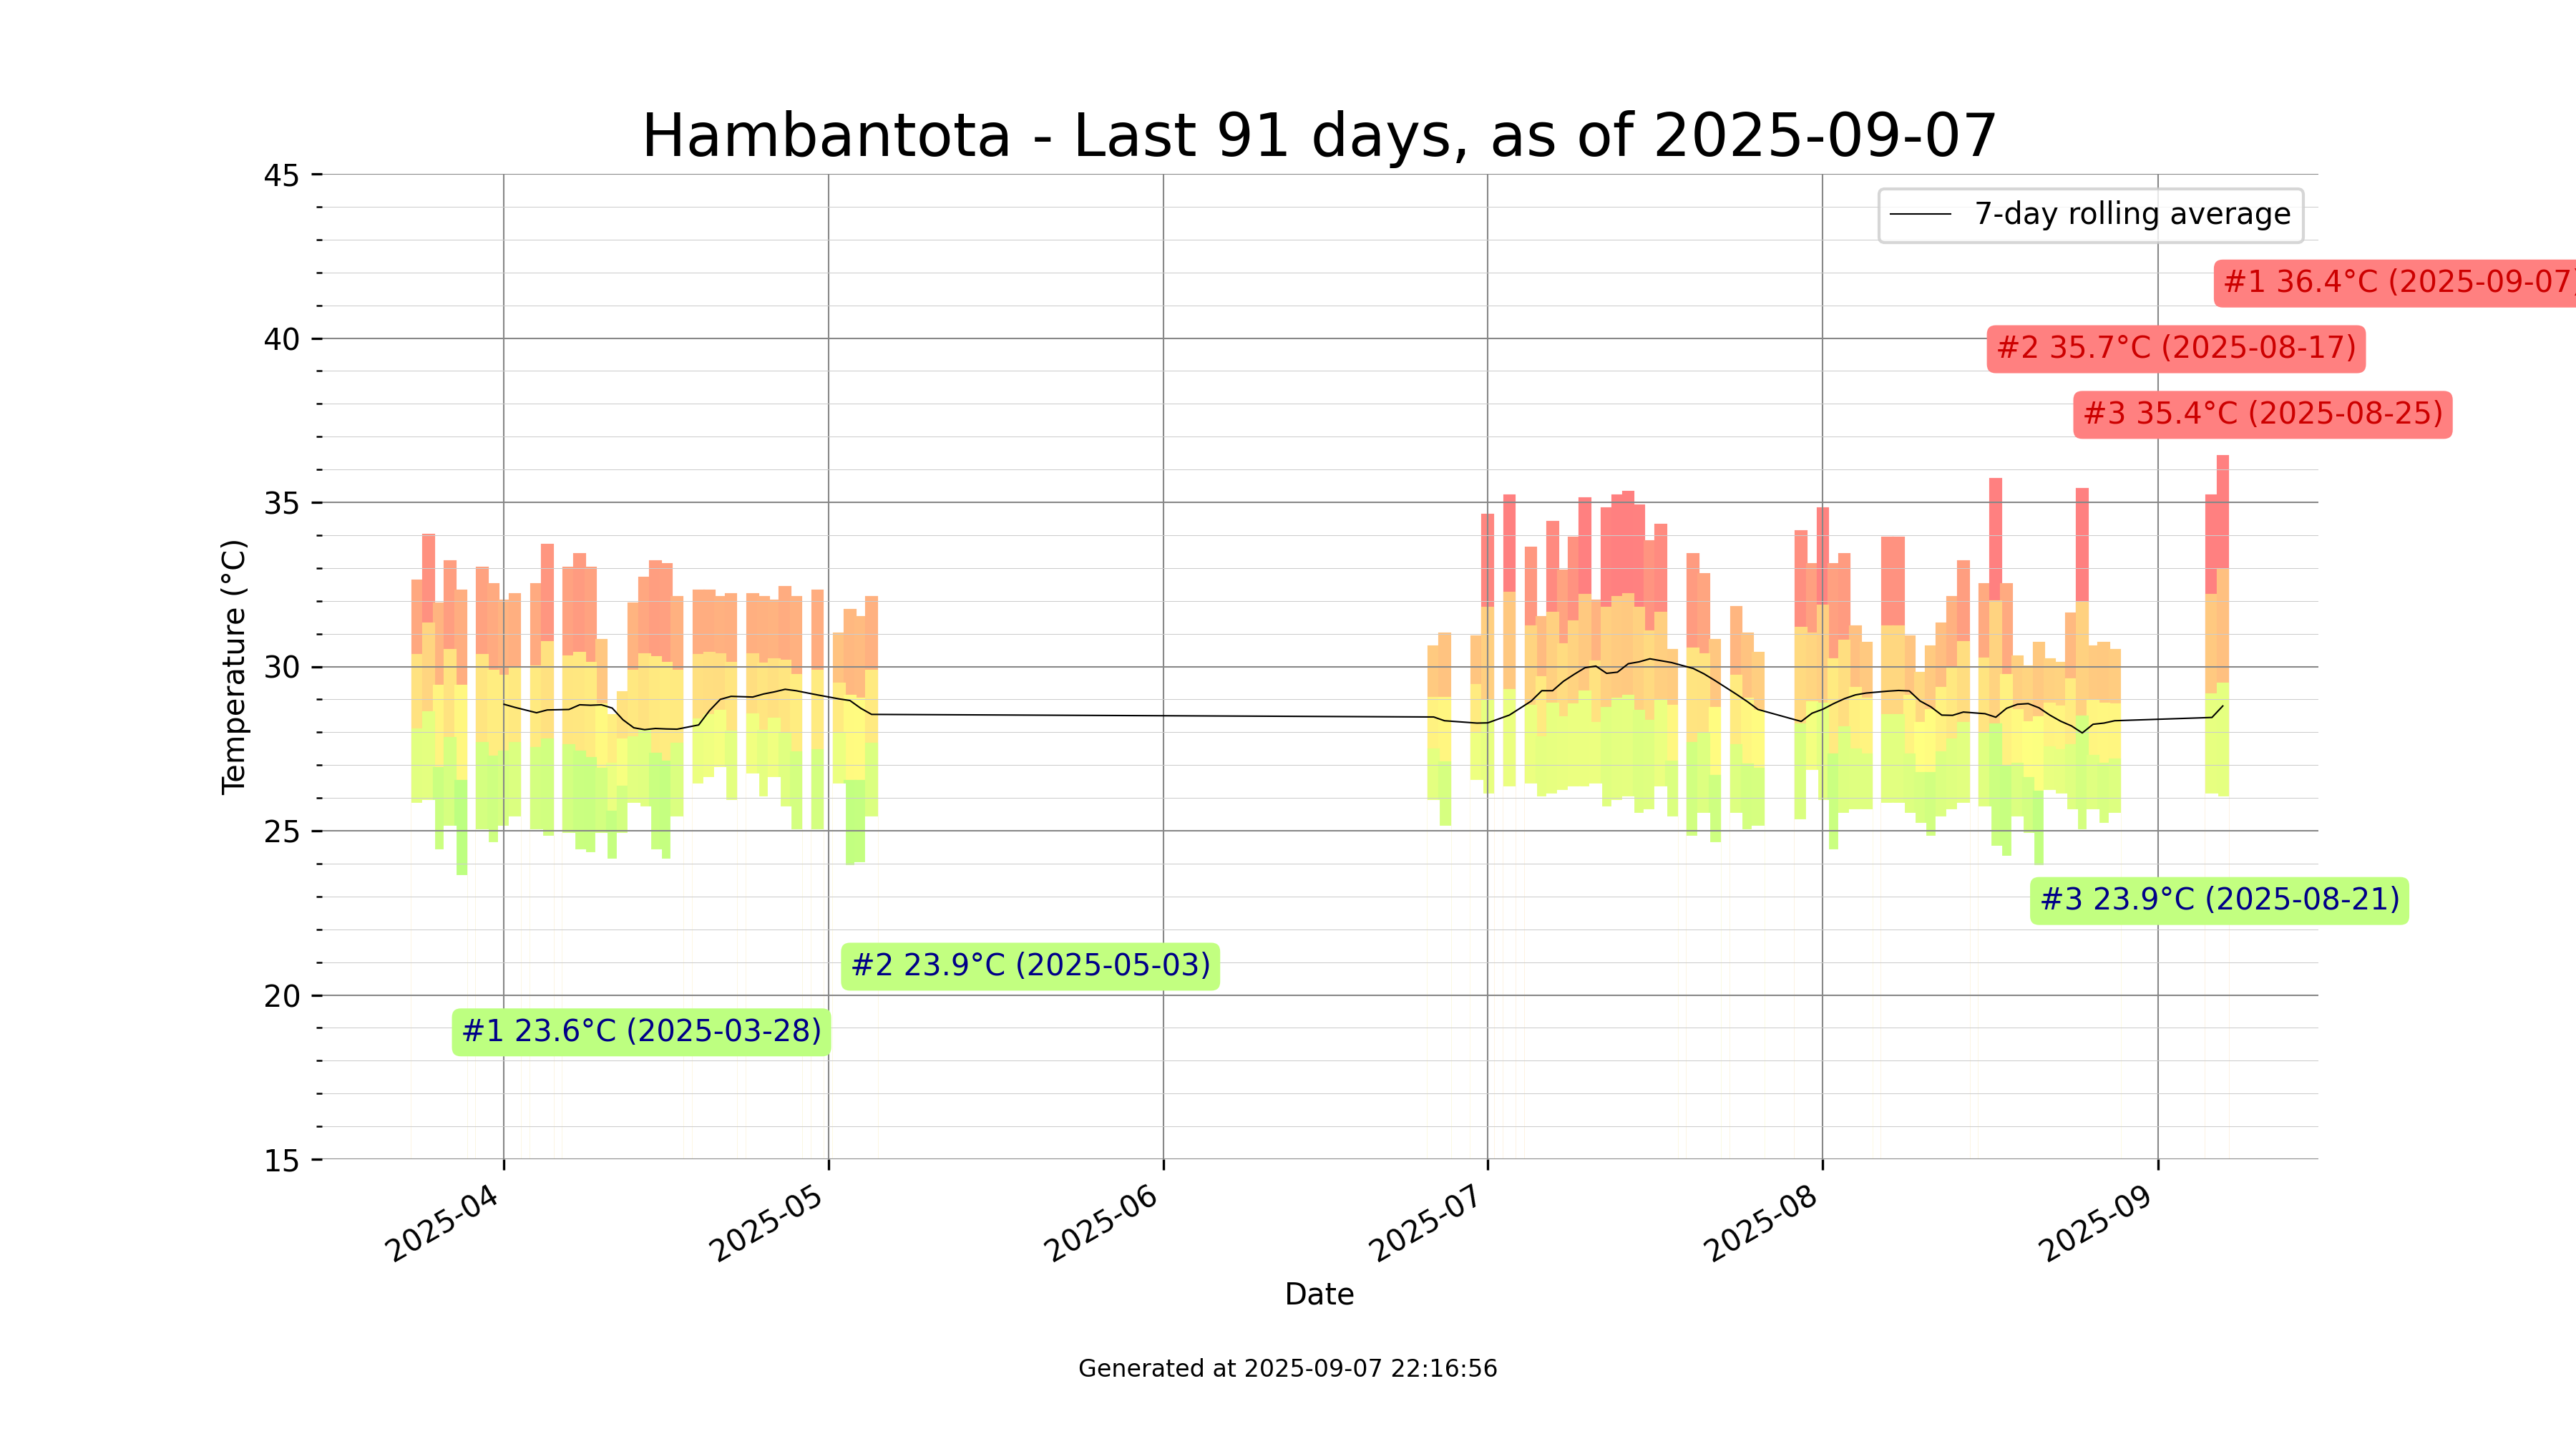 Hambantota - Last 91 days, as of 2025-09-07
45
40
35
30
25
20
15
Temperature (°C)
7-day rolling average
#1 36.4°C (2025-09-07)
#2 35.7°C (2025-08-17)
#3 35.4°C (2025-08-25)
#3 23.9°C (2025-08-21)
#2 23.9°C (2025-05-03)
#1 23.6°C (2025-03-28)
2025-04
2025-05
2025-06
2025-07
2025-08
2025-09
Date
Generated at 2025-09-07 22:16:56